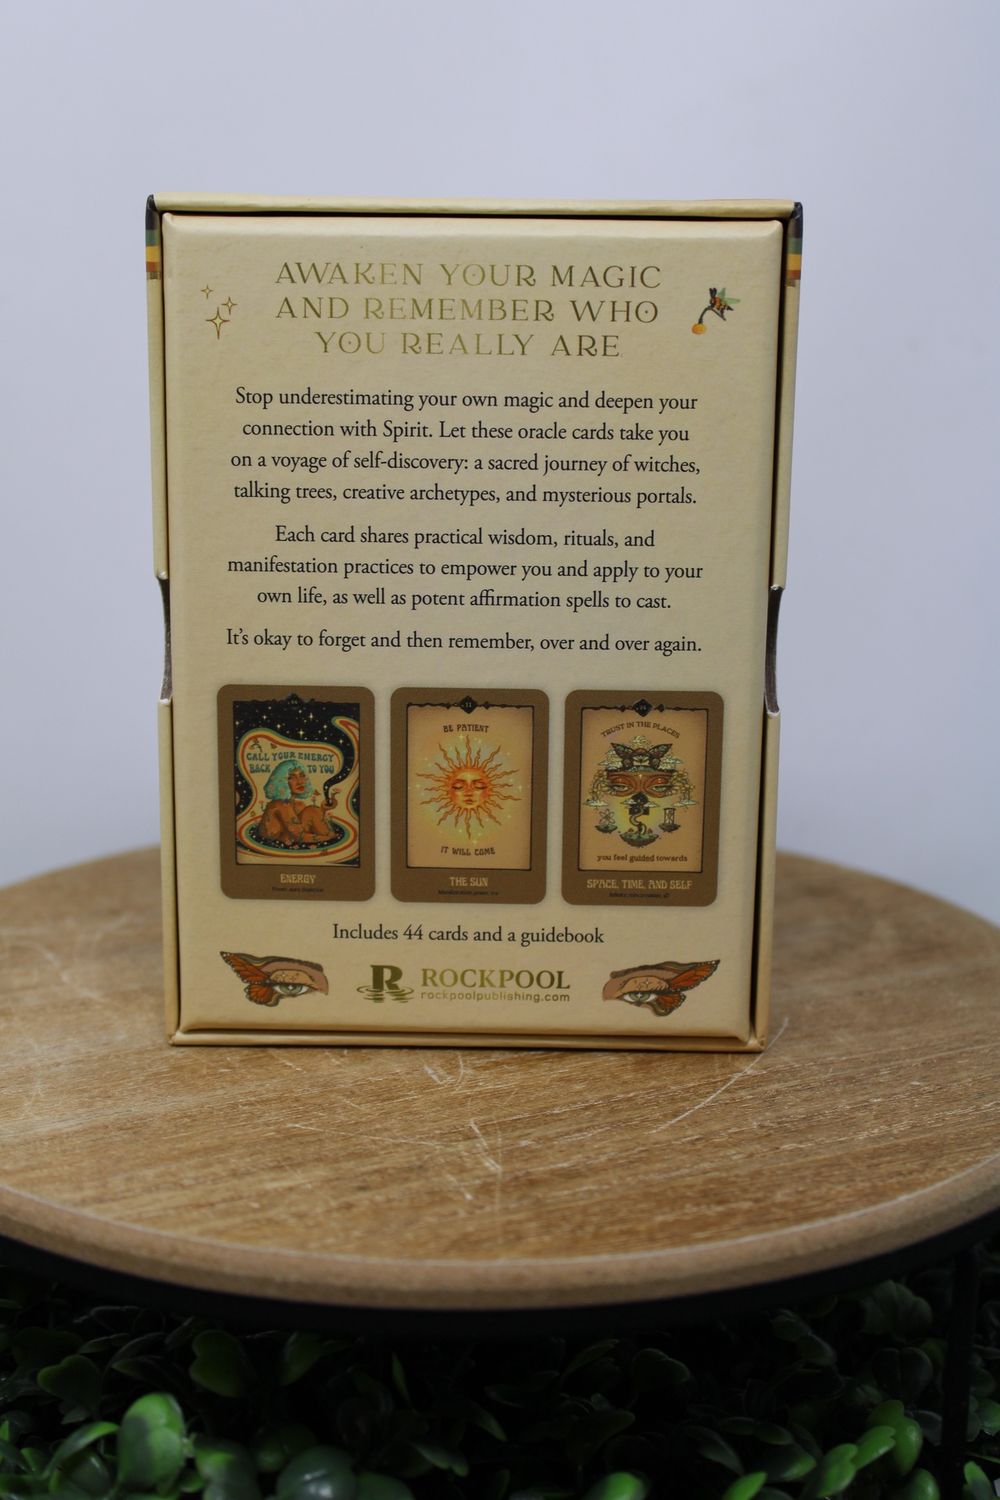 AWAKEN YOUR MAGIC
AND REMEMBER WHO
YOU REALLY ARE
Stop underestimating your own magic and deepen your
connection with Spirit. Let these oracle cards take you
on a voyage of self-discovery: a sacred journey of witches,
talking trees, creative archetypes, and mysterious portals.
Each card shares practical wisdom, rituals, and
manifestation practices to empower you and apply to your
own life, as well as potent affirmation spells to cast.
It's okay to forget and then remember, over and over again.
CALL YOUR ENERGY
BACK TO YOU
ENERGY
11
BE PATIENT
IT WILL COME
THE SUN
TRUST IN THE PLACES
you feel guided towards
SPACE, TIME, AND SELF
Includes 44 cards and a guidebook
R ROCKPOOL
rockpoolpublishing.com